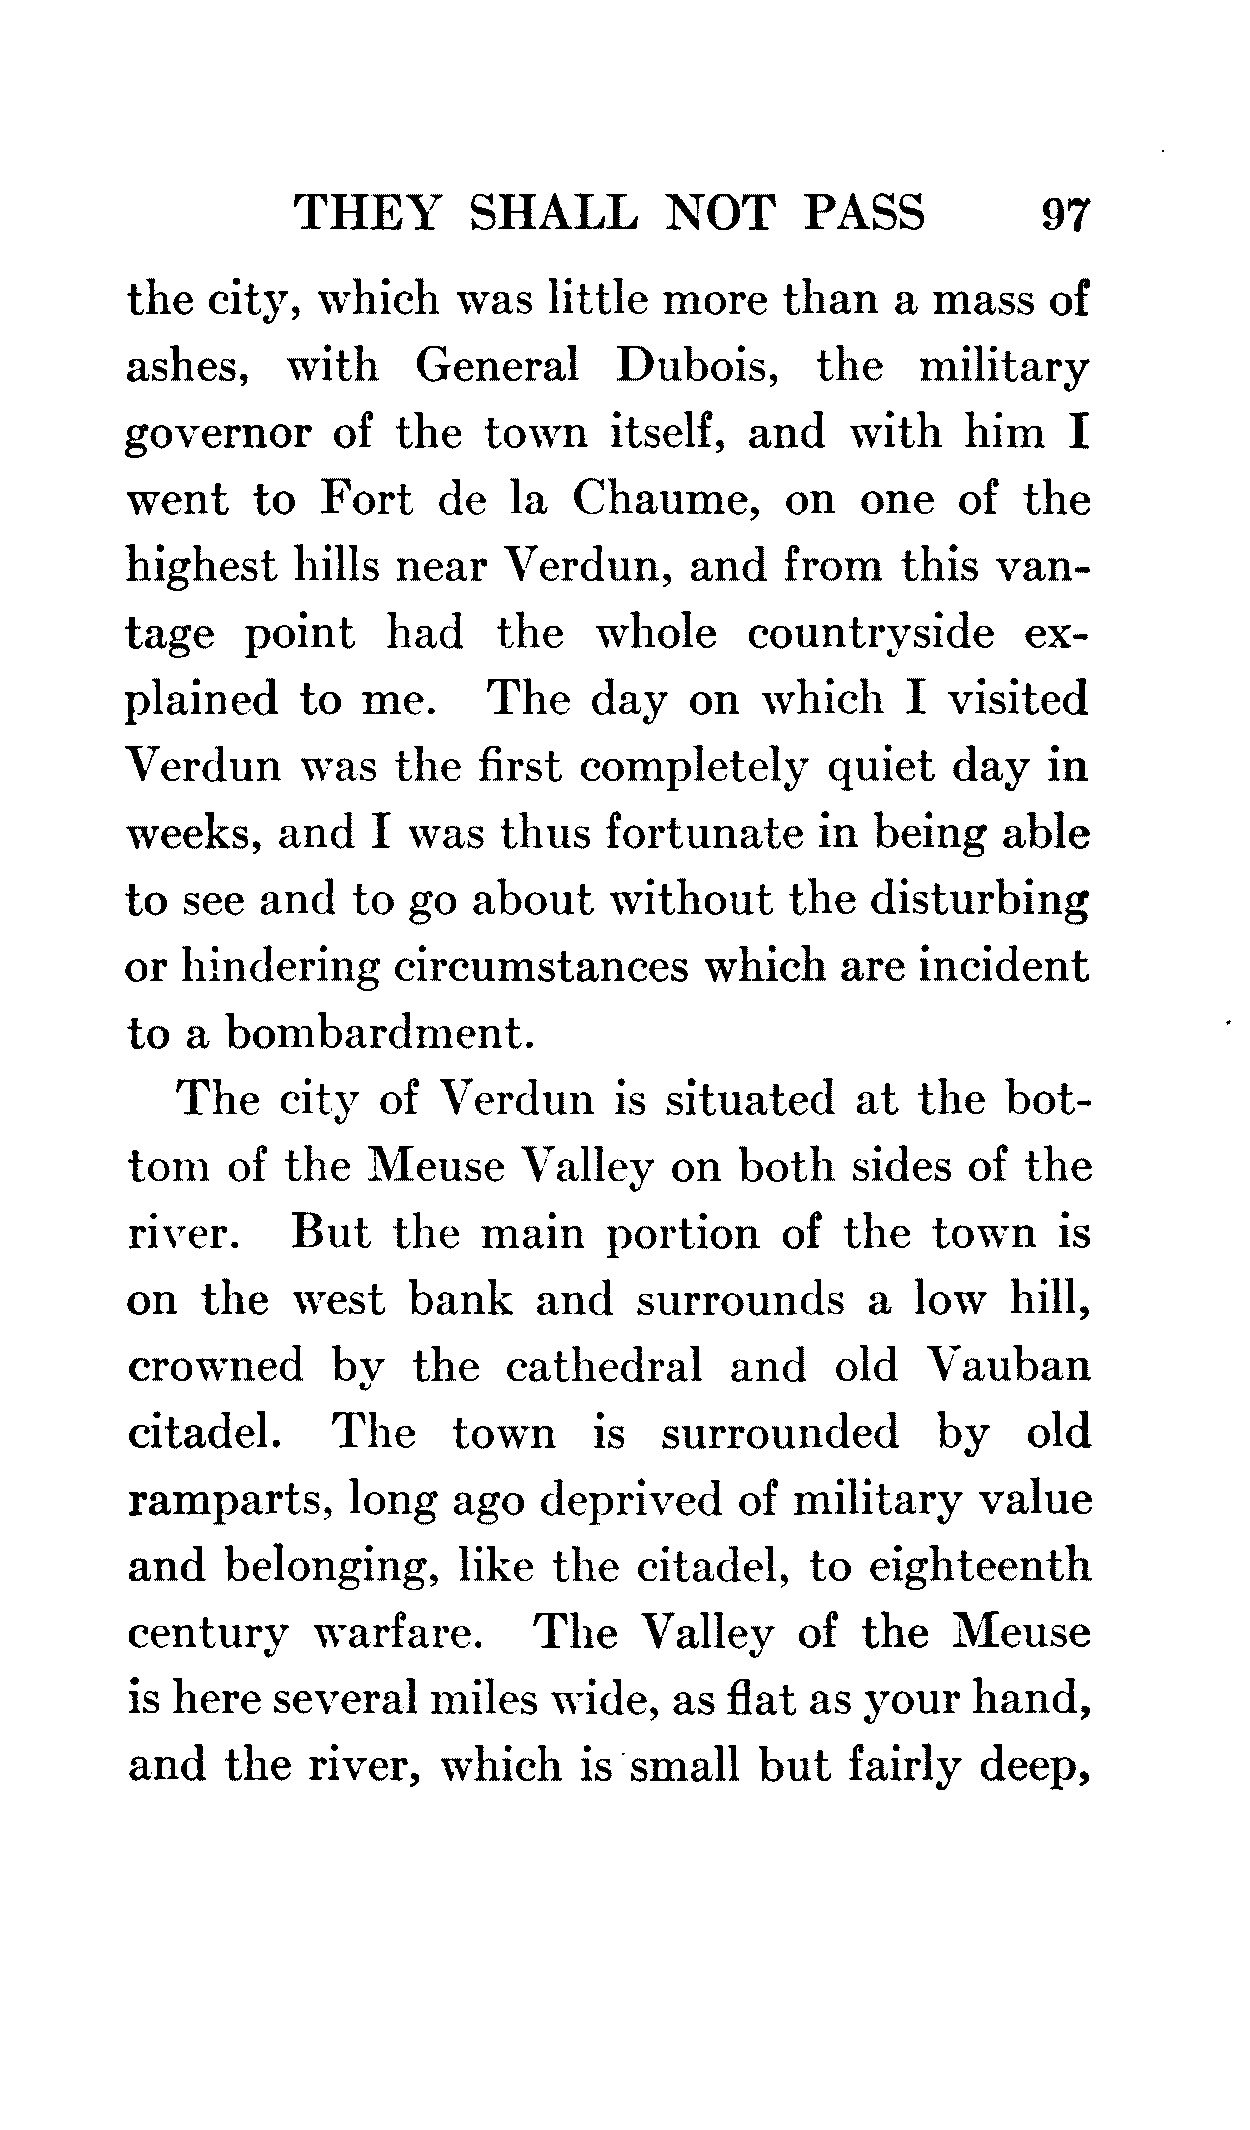 THEY SHALL NOT PASS 97
the city, which was little more than a mass of
ashes, with General Dubois, the military
governor of the town itself, and with him I
went to Fort de la Chaume, on one of the
highest hills near Verdun, and from this van-
tage point had the whole countryside ex-
plained to me. The day on which I visited
Verdun was the first completely quiet day in
weeks, and I was thus fortunate in being able
to see and to go about without the disturbing
or hindering circumstances which are incident
to a bombardment.
The city of Verdun is situated at the bot-
tom of the Meuse Valley on both sides of the
river. But the main portion of the town is
on the west bank and surrounds a low hill,
crowned by the cathedral and old Vauban
citadel. The town is surrounded by old
ramparts, long ago deprived of military value
and belonging, like the citadel, to eighteenth
century warfare. The Valley of the Meuse
is here several miles wide, as flat as your hand,
and the river, which is small but fairly deep,